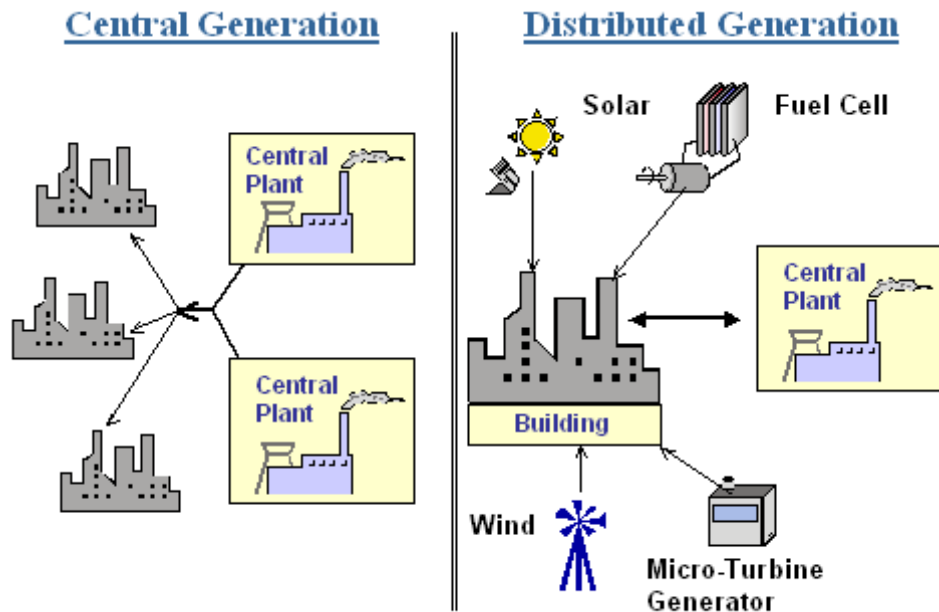 Central Generation
Central
Plant
Central
Plant
Distributed Generation
Solar
Fuel Cell
Central
Plant
Building
Wind
Micro-Turbine
Generator